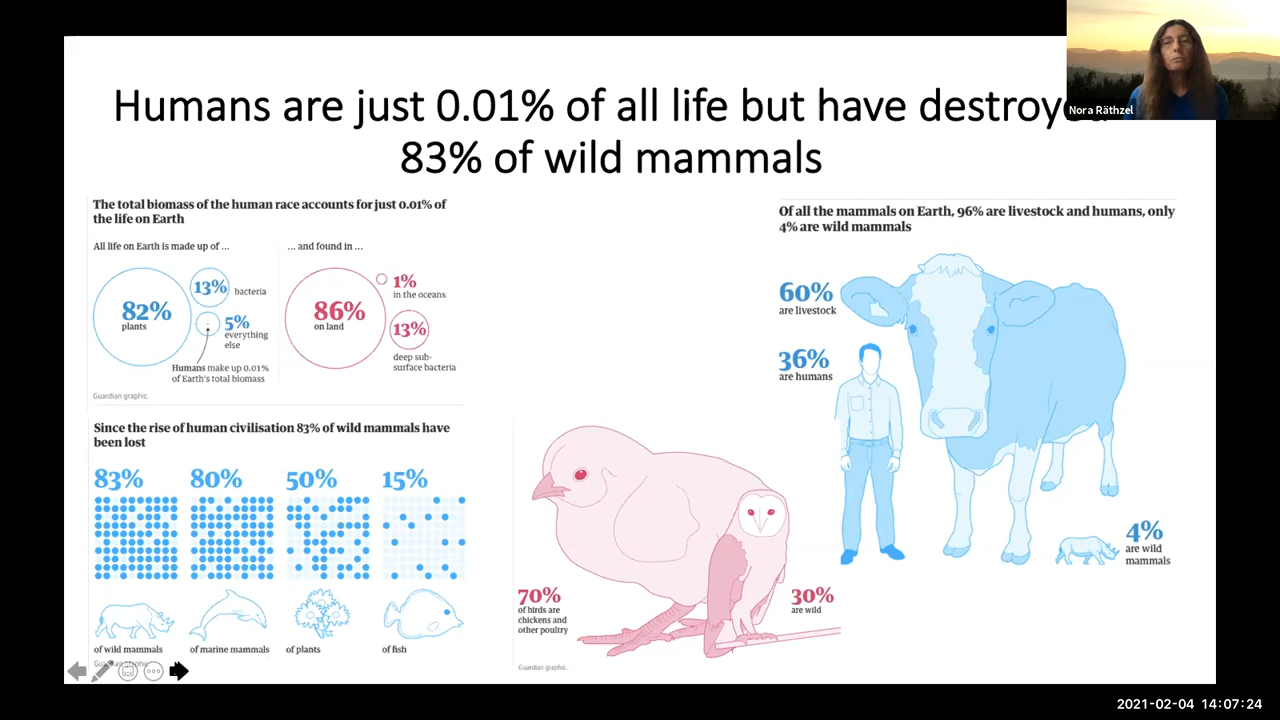 Humans are just 0.01% of all life but have destroyed
83% of wild mammals
Nora Räthzel
The total biomass of the human race accounts for just 0.01% of
the life on Earth
All life on Earth is made up of ...
... and found in ...
82%
plants
13%
bacteria
5%
everything
else
Humans make up 0.01%
of Earth's total biomass
86%
on land
1%
in the oceans
13%
deep sub-
surface bacteria
Guardian graphic
Since the rise of human civilisation 83% of wild mammals have
been lost
83%
80%
50%
15%
of wild mammals
of marine mammals
of plants
of fish
Guardian graphic
70%
of birds are
chickens and
other poultry
30%
are wild
Guardian graphic.
Of all the mammals on Earth, 96% are livestock and humans, only
4% are wild mammals
60%
are livestock
36%
are humans
4%
are wild
mammals
2021-02-04 14:07:24